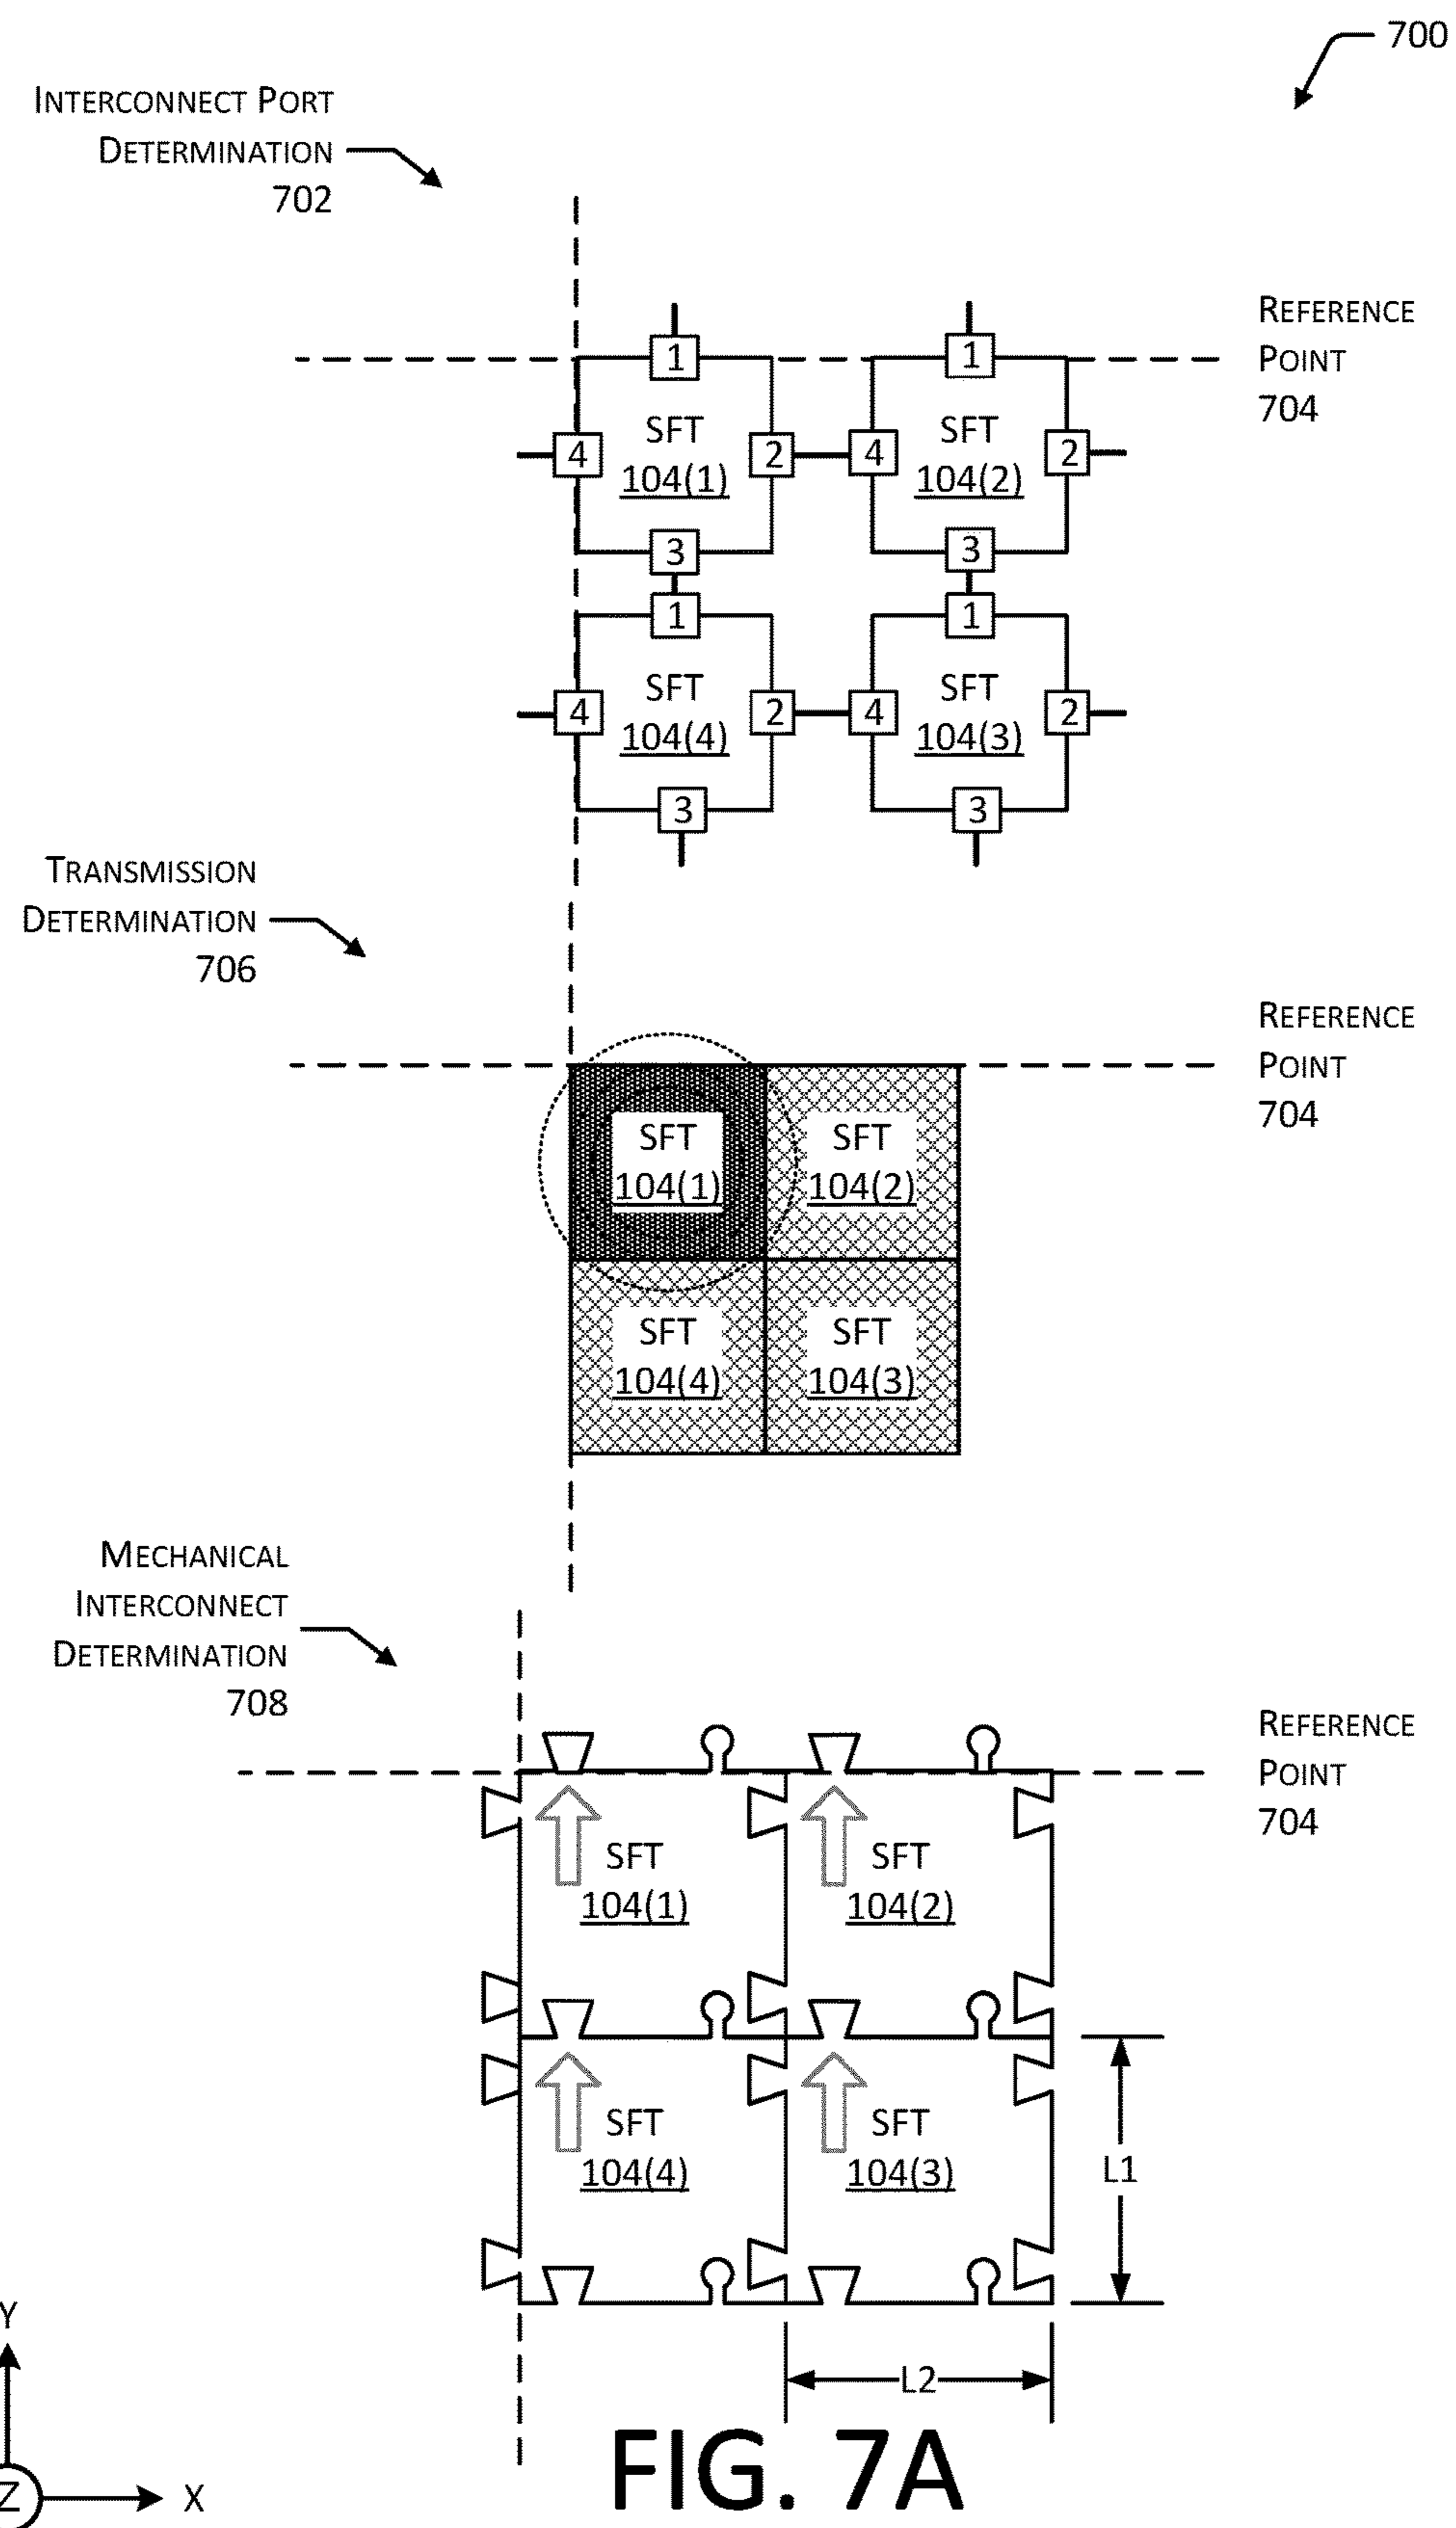 700
INTERCONNECT PORT
DETERMINATION
702
REFERENCE
POINT
704
1
1
SFT
104(1)
SFT
104(2)
4
2
4
2
3
3
1
1
SFT
104(4)
SFT
104(3)
4
2
4
2
3
3
TRANSMISSION
DETERMINATION
706
REFERENCE
POINT
704
SFT
104(1)
SFT
104(2)
SFT
104(4)
SFT
104(3)
MECHANICAL
INTERCONNECT
DETERMINATION
708
REFERENCE
POINT
704
SFT
104(1)
SFT
104(2)
SFT
104(4)
SFT
104(3)
L1
L2
Y
Z
X
FIG. 7A